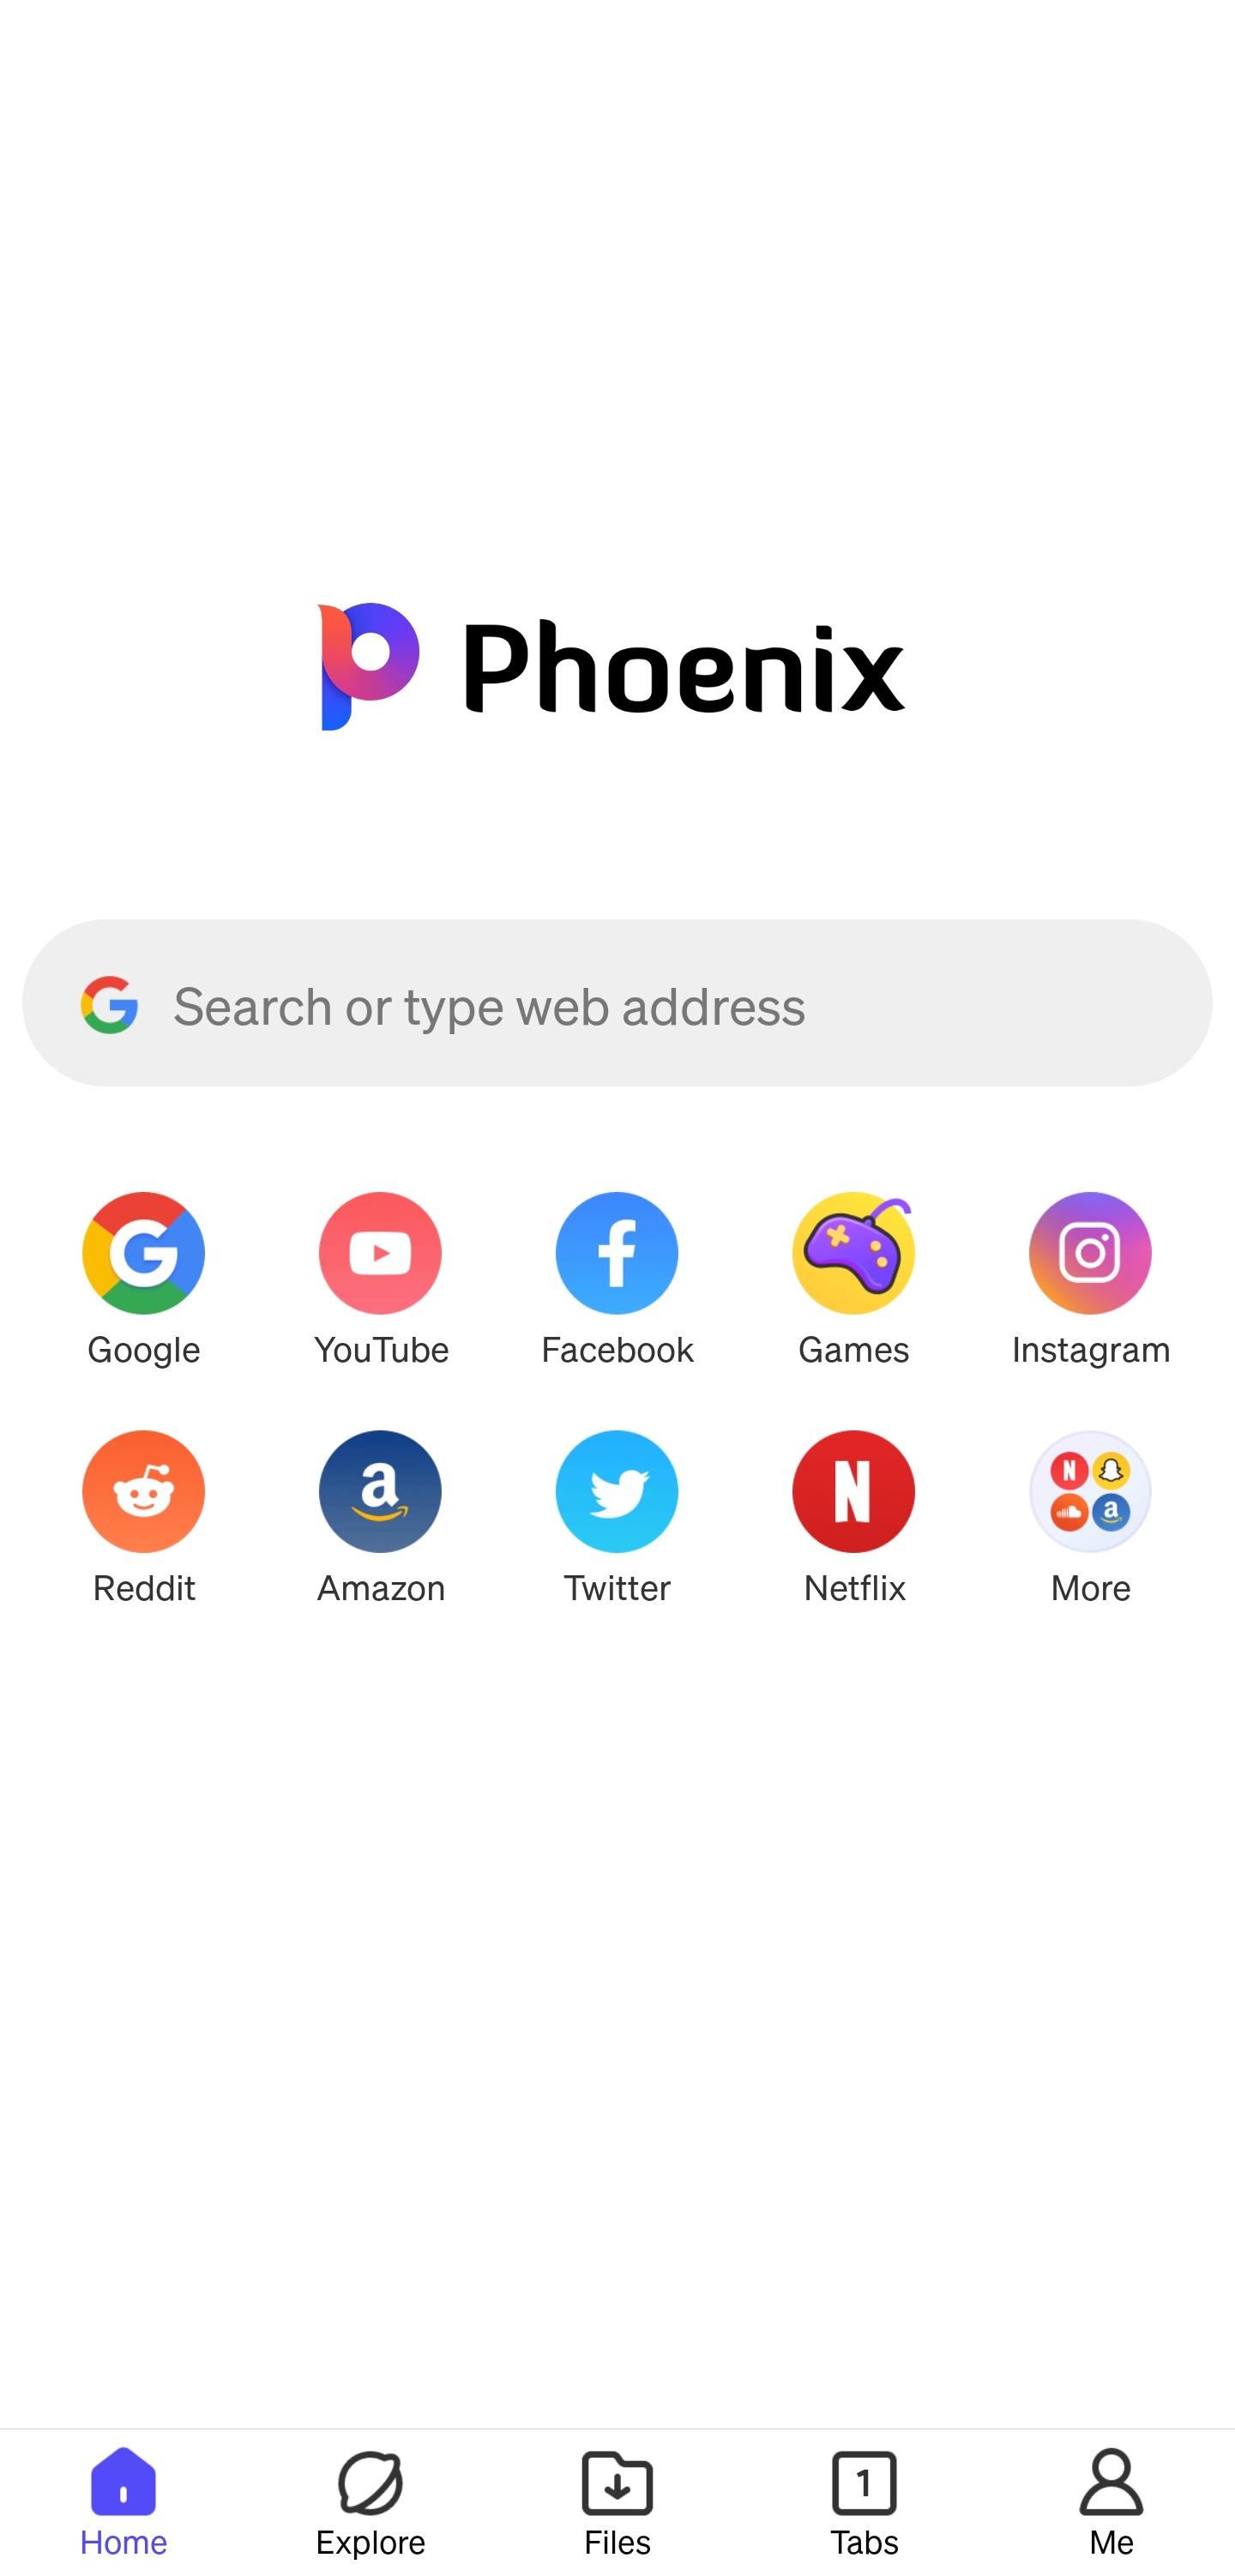 Phoenix
Search or type web address
Google YouTube Facebook Games Instagram
Reddit Amazon Twitter Netflix More
1
Home Explore Files Tabs Me